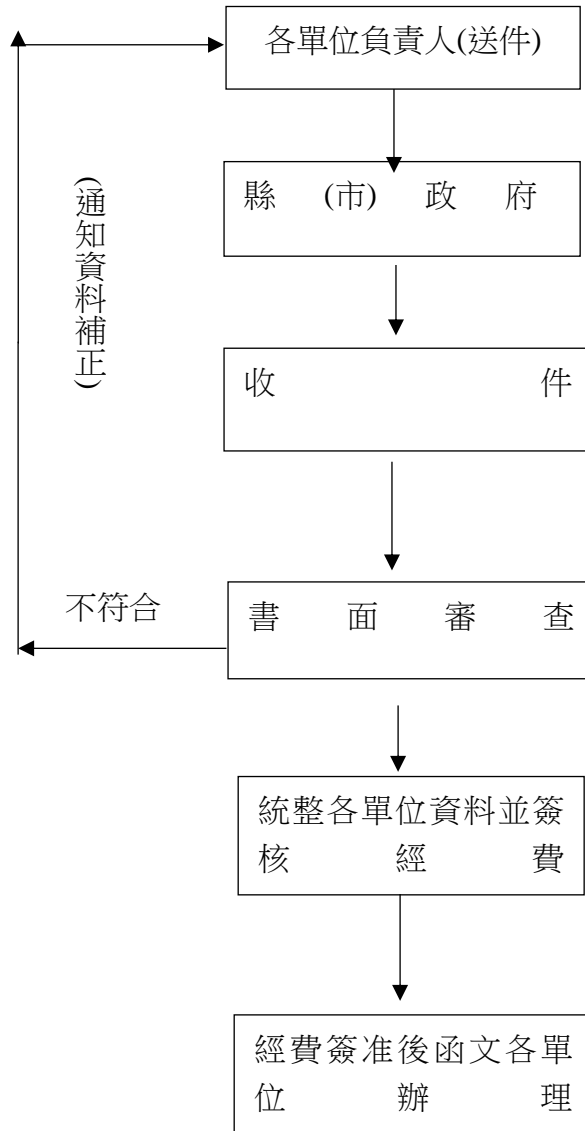 各單位負責人(送件)
縣(市)政府
(通知資料補正)
收件
不符合
書面審查
統整各單位資料並簽
核經費
經費簽准後函文各單
位辦理